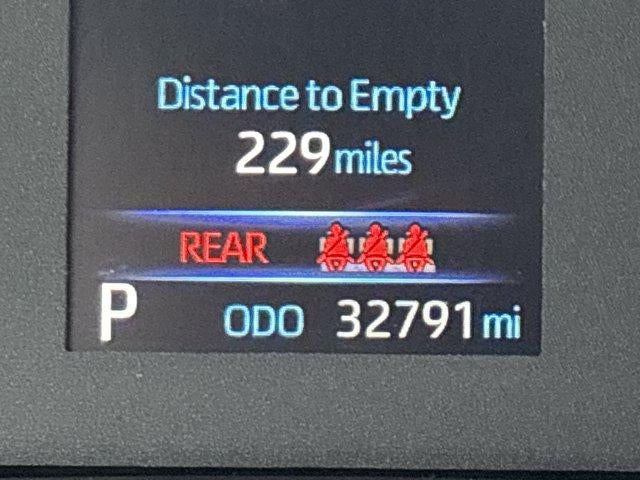 Distance to Empty
229 miles
REAR
P ODO 32791 mi